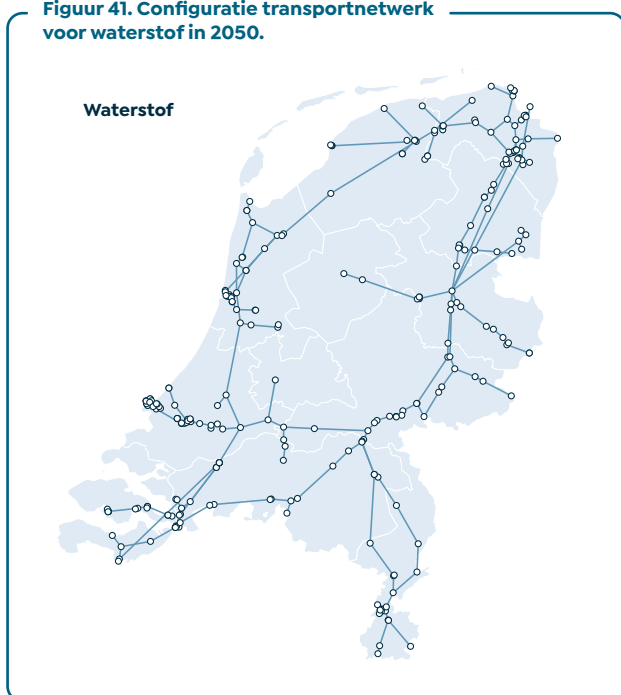 Figuur 41. Configuratie transportnetwerk
voor waterstof in 2050.
Waterstof